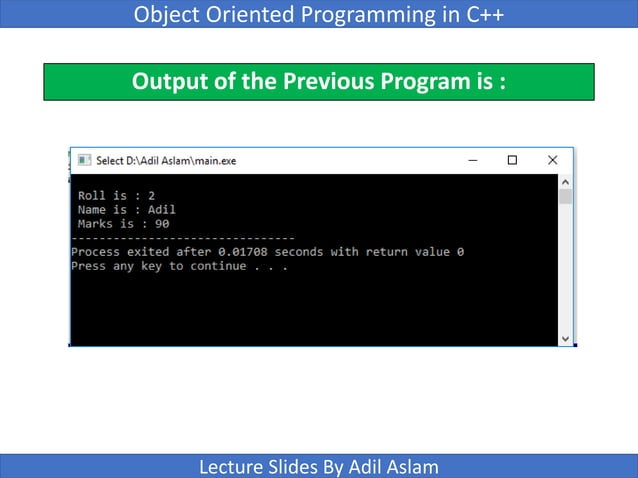 Object Oriented Programming in C++
Output of the Previous Program is :
Select D:\Adil Aslam\main.exe
Roll is : 2
Name is : Adil
Marks is : 90
--------------------------------
Process exited after 0.01708 seconds with return value 0
Press any key to continue . . .
Lecture Slides By Adil Aslam